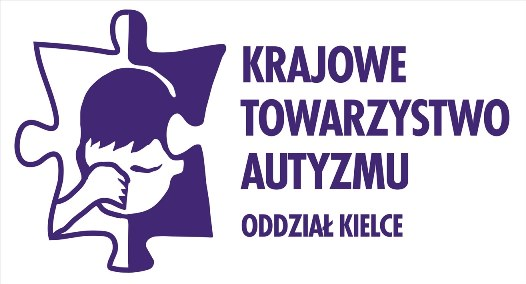 KRAJOWE
TOWARZYSTWO
AUTYZMU
ODDZIAŁ KIELCE